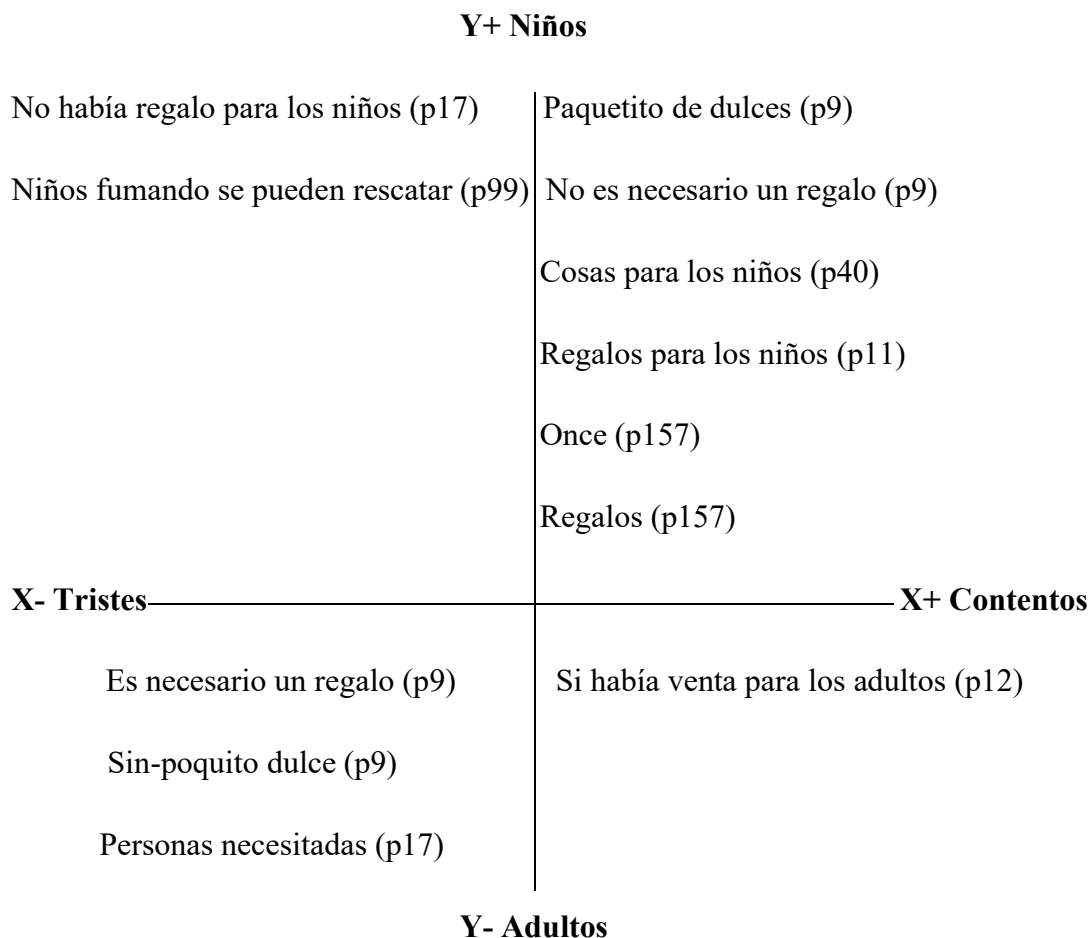 Y+ Niños
No había regalo para los niños (p17) Paquetito de dulces (p9)
Niños fumando se pueden rescatar (p99) No es necesario un regalo (p9)
Cosas para los niños (p40)
Regalos para los niños (p11)
Once (p157)
Regalos (p157)
X- Tristes X+ Contentos
Es necesario un regalo (p9) Si había venta para los adultos (p12)
Sin-poquito dulce (p9)
Personas necesitadas (p17)
Y- Adultos